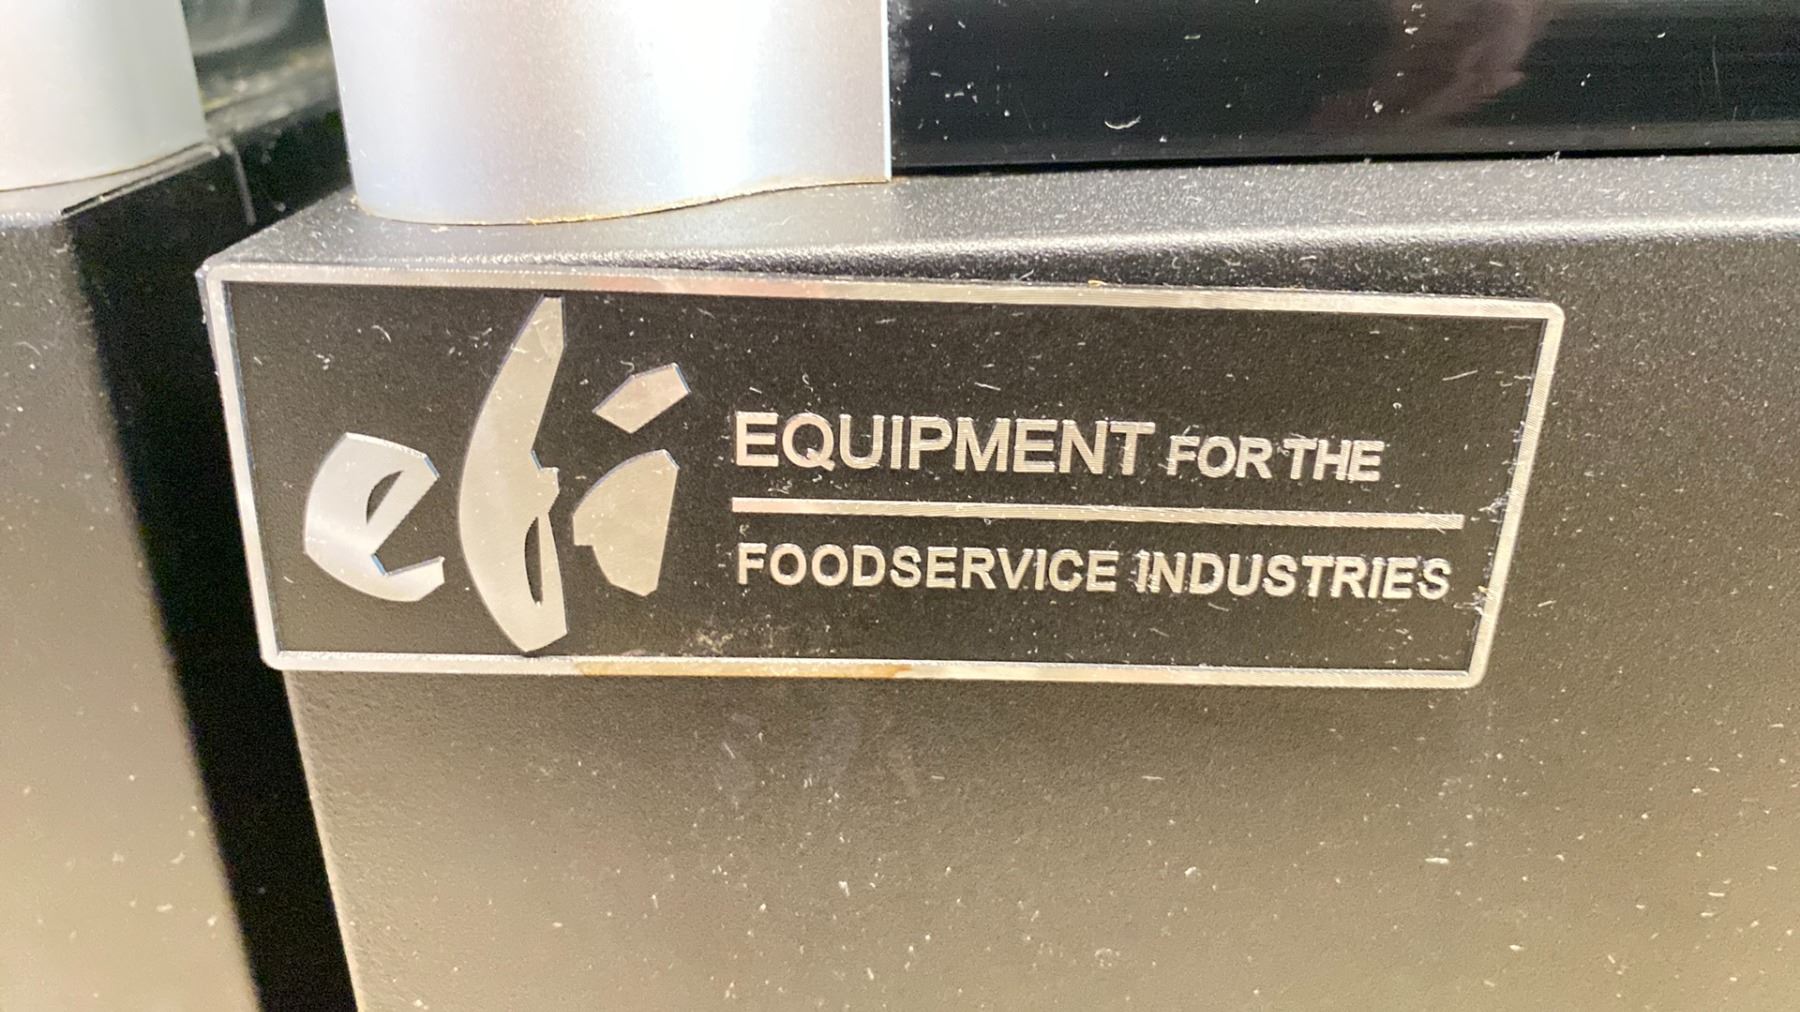 efi
EQUIPMENT FOR THE
FOODSERVICE INDUSTRIES